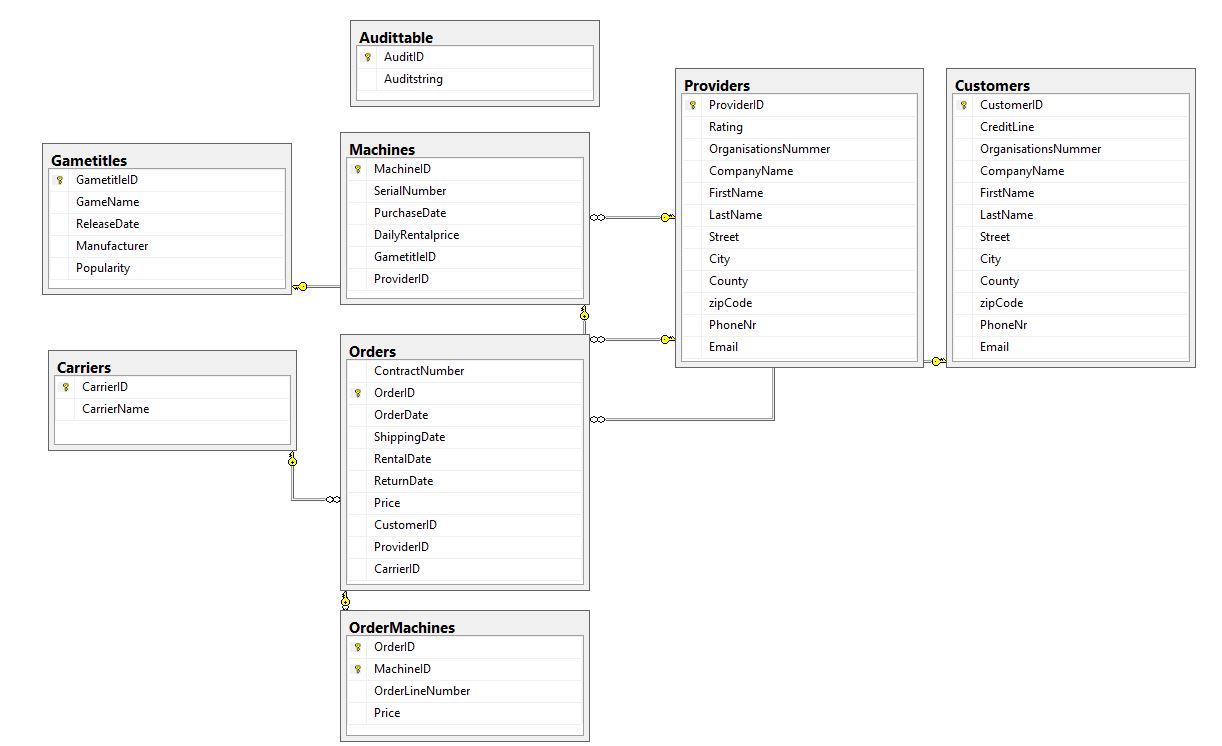 Audittable
AuditID
Auditstring
Providers
ProviderID
Rating
OrganisationsNummer
CompanyName
FirstName
LastName
Street
City
County
zipCode
PhoneNr
Email
Customers
CustomerID
CreditLine
OrganisationsNummer
CompanyName
FirstName
LastName
Street
City
County
zipCode
PhoneNr
Email
Machines
MachineID
SerialNumber
PurchaseDate
DailyRentalprice
GametitleID
ProviderID
Gametitles
GametitleID
GameName
ReleaseDate
Manufacturer
Popularity
Orders
ContractNumber
OrderID
OrderDate
ShippingDate
RentalDate
ReturnDate
Price
CustomerID
ProviderID
CarrierID
Carriers
CarrierID
CarrierName
OrderMachines
OrderID
MachineID
OrderLineNumber
Price